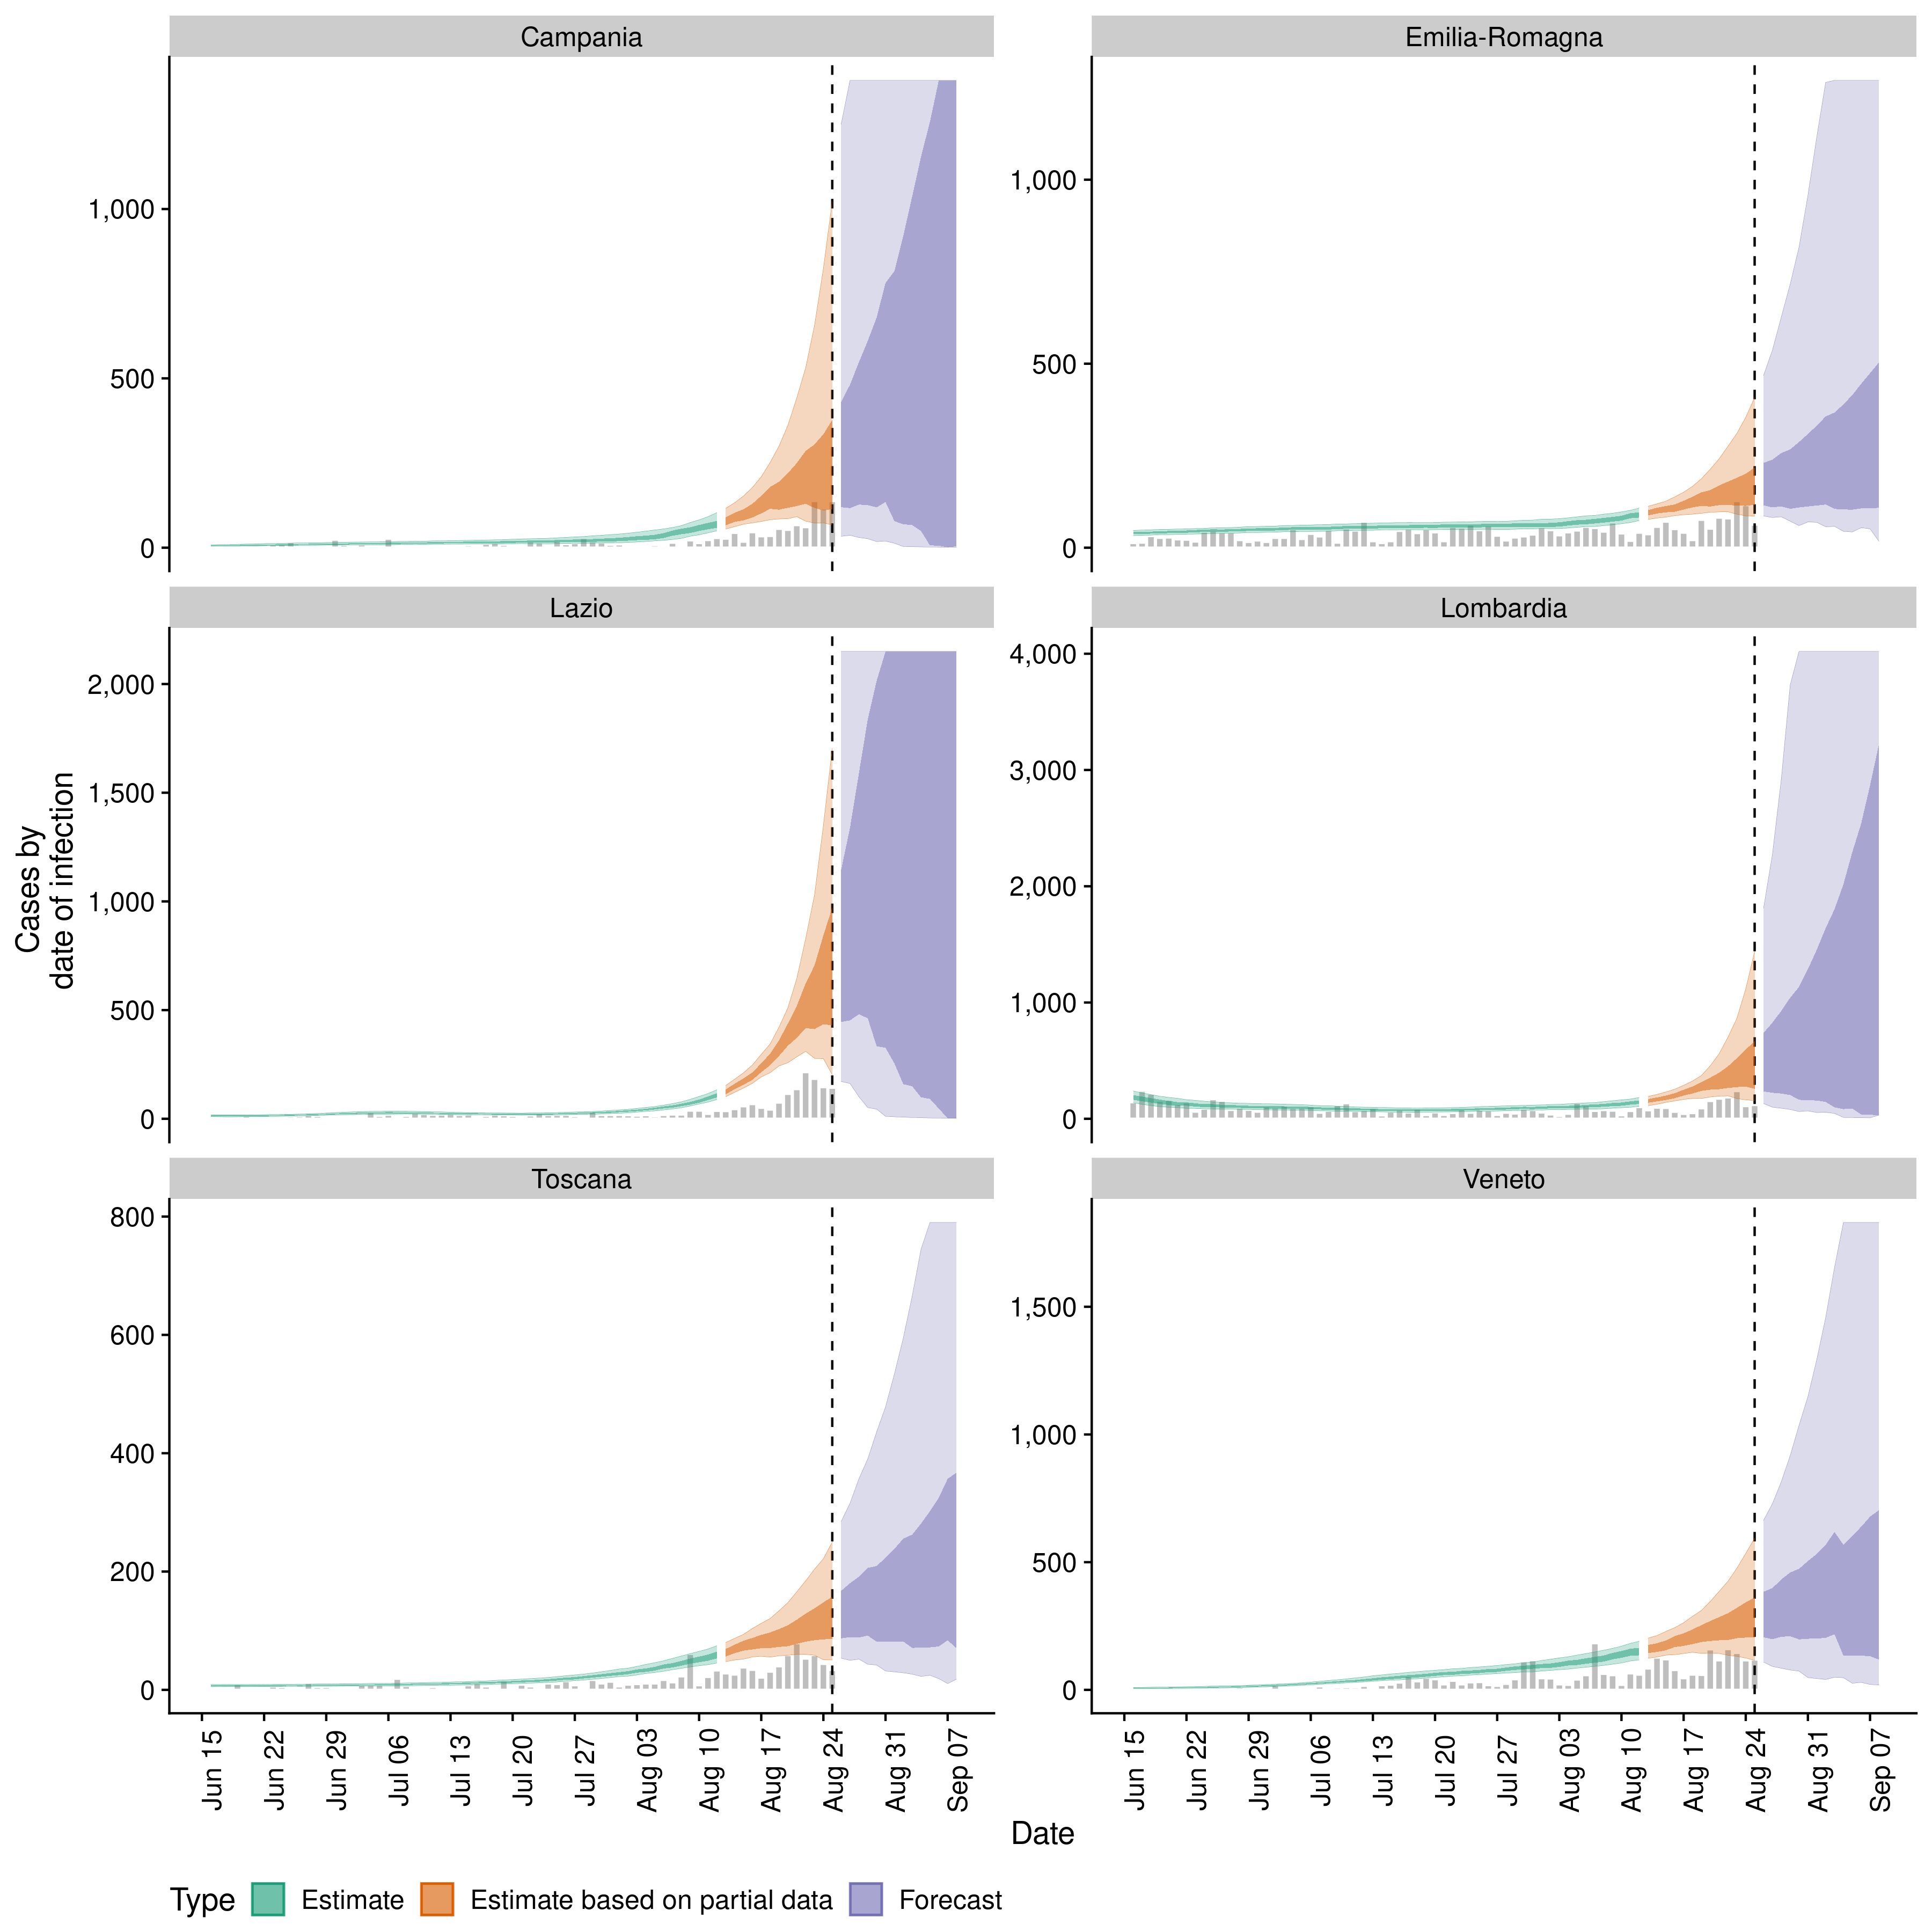 Campania
Emilia-Romagna
1,000
500
0
1,000
500
0
Lazio
Lombardia
2,000
1,500
1,000
500
0
4,000
3,000
2,000
1,000
0
Cases by
date of infection
Toscana
Veneto
800
600
400
200
0
1,500
1,000
500
0
Jun 15
Jun 22
Jun 29
Jul 06
Jul 13
Jul 20
Jul 27
Aug 03
Aug 10
Aug 17
Aug 24
Aug 31
Sep 07
Jun 15
Jun 22
Jun 29
Jul 06
Jul 13
Jul 20
Jul 27
Aug 03
Aug 10
Aug 17
Aug 24
Aug 31
Sep 07
Date
Type Estimate Estimate based on partial data Forecast